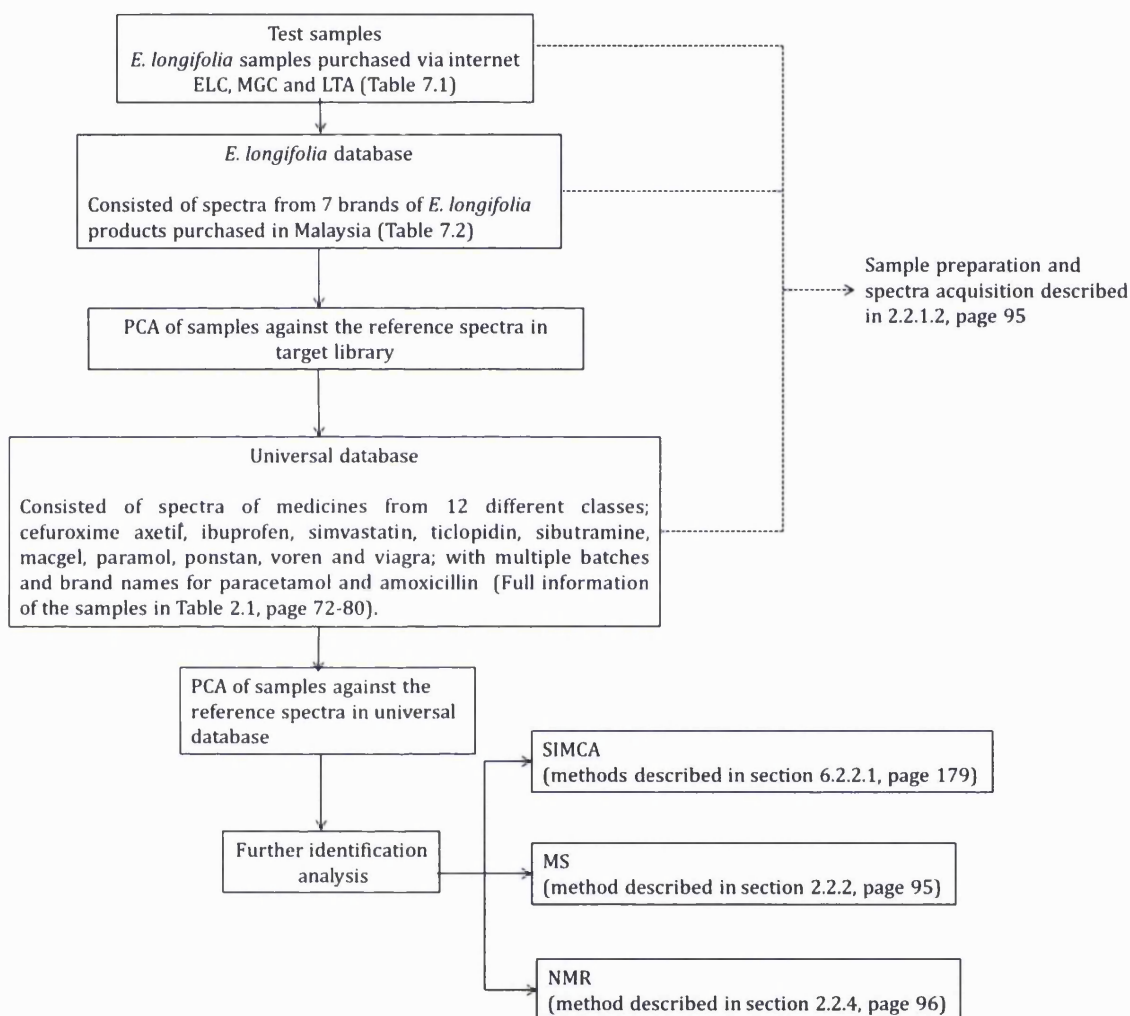 Test samples
E. longifolia samples purchased via internet
ELC, MGC and LTA (Table 7.1)
E. longifolia database
Consisted of spectra from 7 brands of E. longifolia
products purchased in Malaysia (Table 7.2)
Sample preparation and
spectra acquisition described
in 2.2.1.2, page 95
PCA of samples against the reference spectra in
target library
Universal database
Consisted of spectra of medicines from 12 different classes;
cefuroxime axetil, ibuprofen, simvastatin, ticlopidin, sibutramine,
macgel, paramol, ponstan, voren and viagra; with multiple batches
and brand names for paracetamol and amoxicillin (Full information
of the samples in Table 2.1, page 72-80).
PCA of samples against the
reference spectra in universal
database
Further identification
analysis
SIMCA
(methods described in section 6.2.2.1, page 179)
MS
(method described in section 2.2.2, page 95)
NMR
(method described in section 2.2.4, page 96)